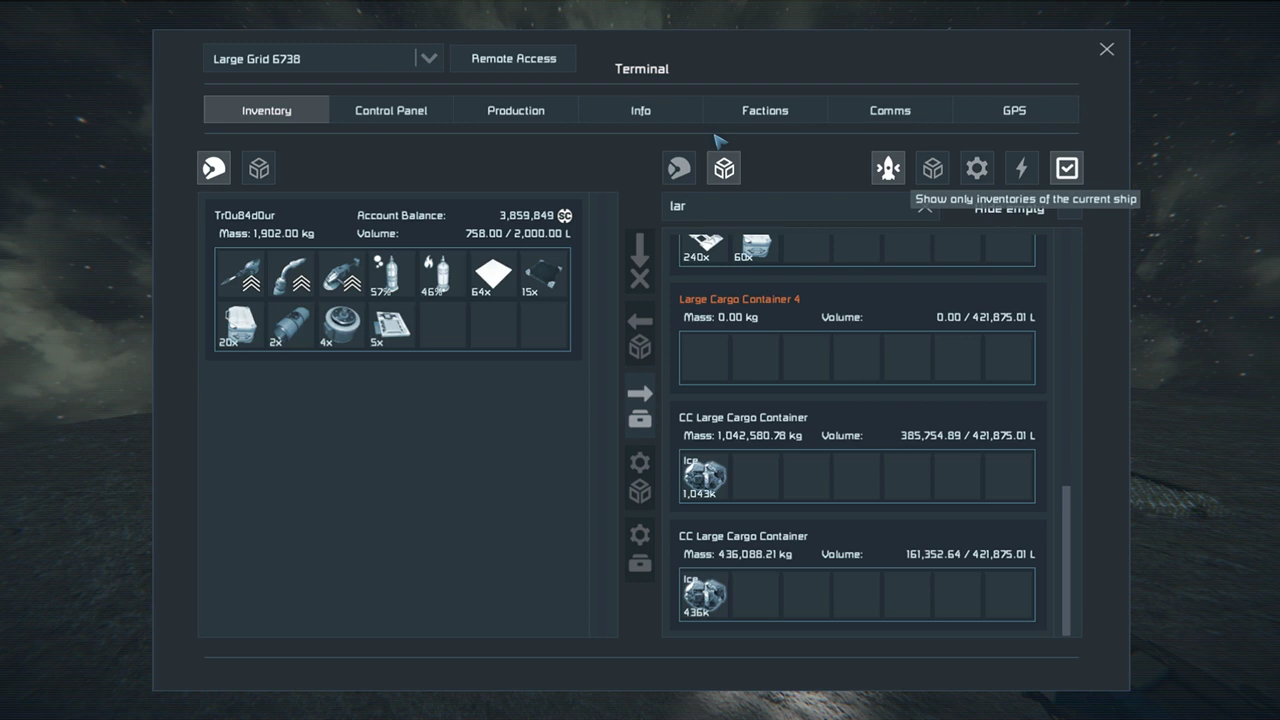 Large Grid 6738
Remote Access
Terminal
Inventory
Control Panel
Production
Info
Factions
Comms
GPS
Show only inventories of the current ship
lar
Hide empty
Tr0u84d0ur
Account Balance: 3,859,849 SC
Mass: 1,902.00 kg
Volume: 758.00 / 2,000.00 L
57%
46%
64x
15x
20x
2x
4x
5x
240x
60x
Large Cargo Container 4
Mass: 0.00 kg
Volume: 0.00 / 421,875.01 L
CC Large Cargo Container
Mass: 1,042,580.78 kg
Volume: 385,754.89 / 421,875.01 L
Ice
1,043k
CC Large Cargo Container
Mass: 436,088.21 kg
Volume: 161,352.64 / 421,875.01 L
Ice
436k